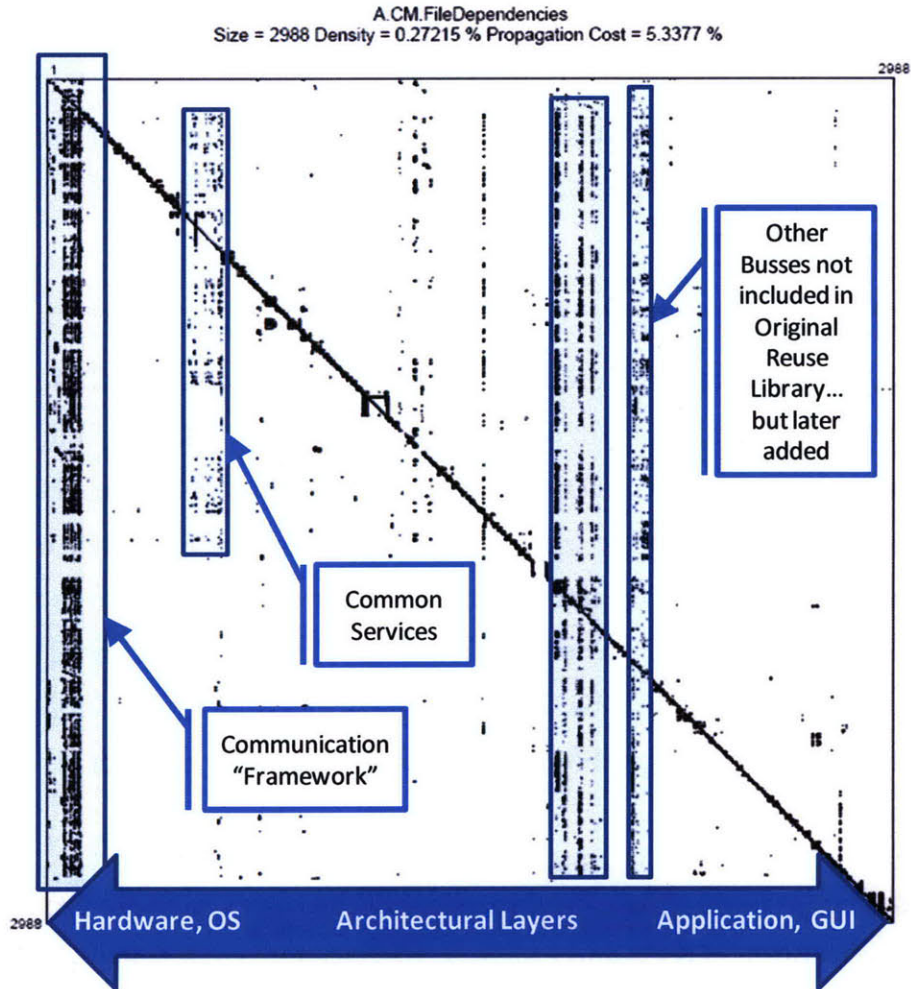 A.CM.FileDependencies
Size = 2988 Density = 0.27215 % Propagation Cost = 5.3377 %
1
2988
Other
Busses not
included in
Original
Reuse
Library...
but later
added
Common
Services
Communication
“Framework”
2988
Hardware, OS
Architectural Layers
Application, GUI